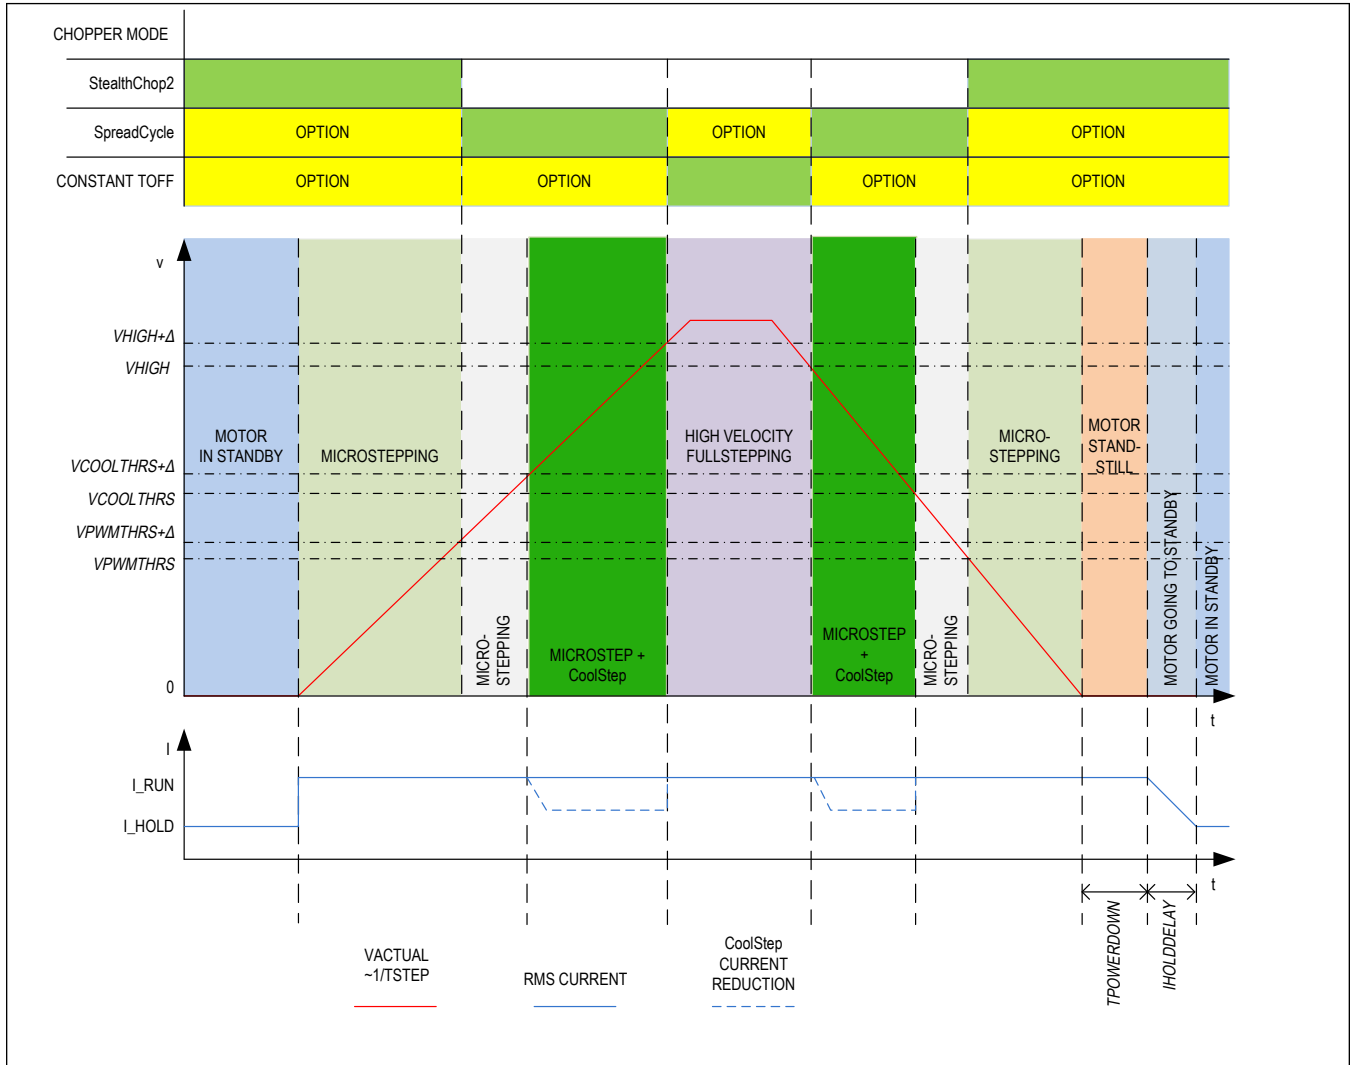 CHOPPER MODE
StealthChop2
SpreadCycle
OPTION
OPTION
OPTION
CONSTANT TOFF
OPTION
OPTION
OPTION
OPTION
v
VHIGH+Δ
VHIGH
VCOOLTHRS+Δ
VCOOLTHRS
VPWMTHRS+Δ
VPWMTHRS
0
MOTOR
IN STANDBY
MICROSTEPPING
MICRO-
STEPPING
MICROSTEP +
CoolStep
HIGH VELOCITY
FULLSTEPPING
MICROSTEP
+
CoolStep
MICRO-
STEPPING
MICRO-
STEPPING
MOTOR
STAND-
STILL
MOTOR GOING TO STANDBY
MOTOR IN STANDBY
t
I
I_RUN
I_HOLD
t
TPOWERDOWN
IHOLDDELAY
VACTUAL
~1/TSTEP
RMS CURRENT
CoolStep
CURRENT
REDUCTION